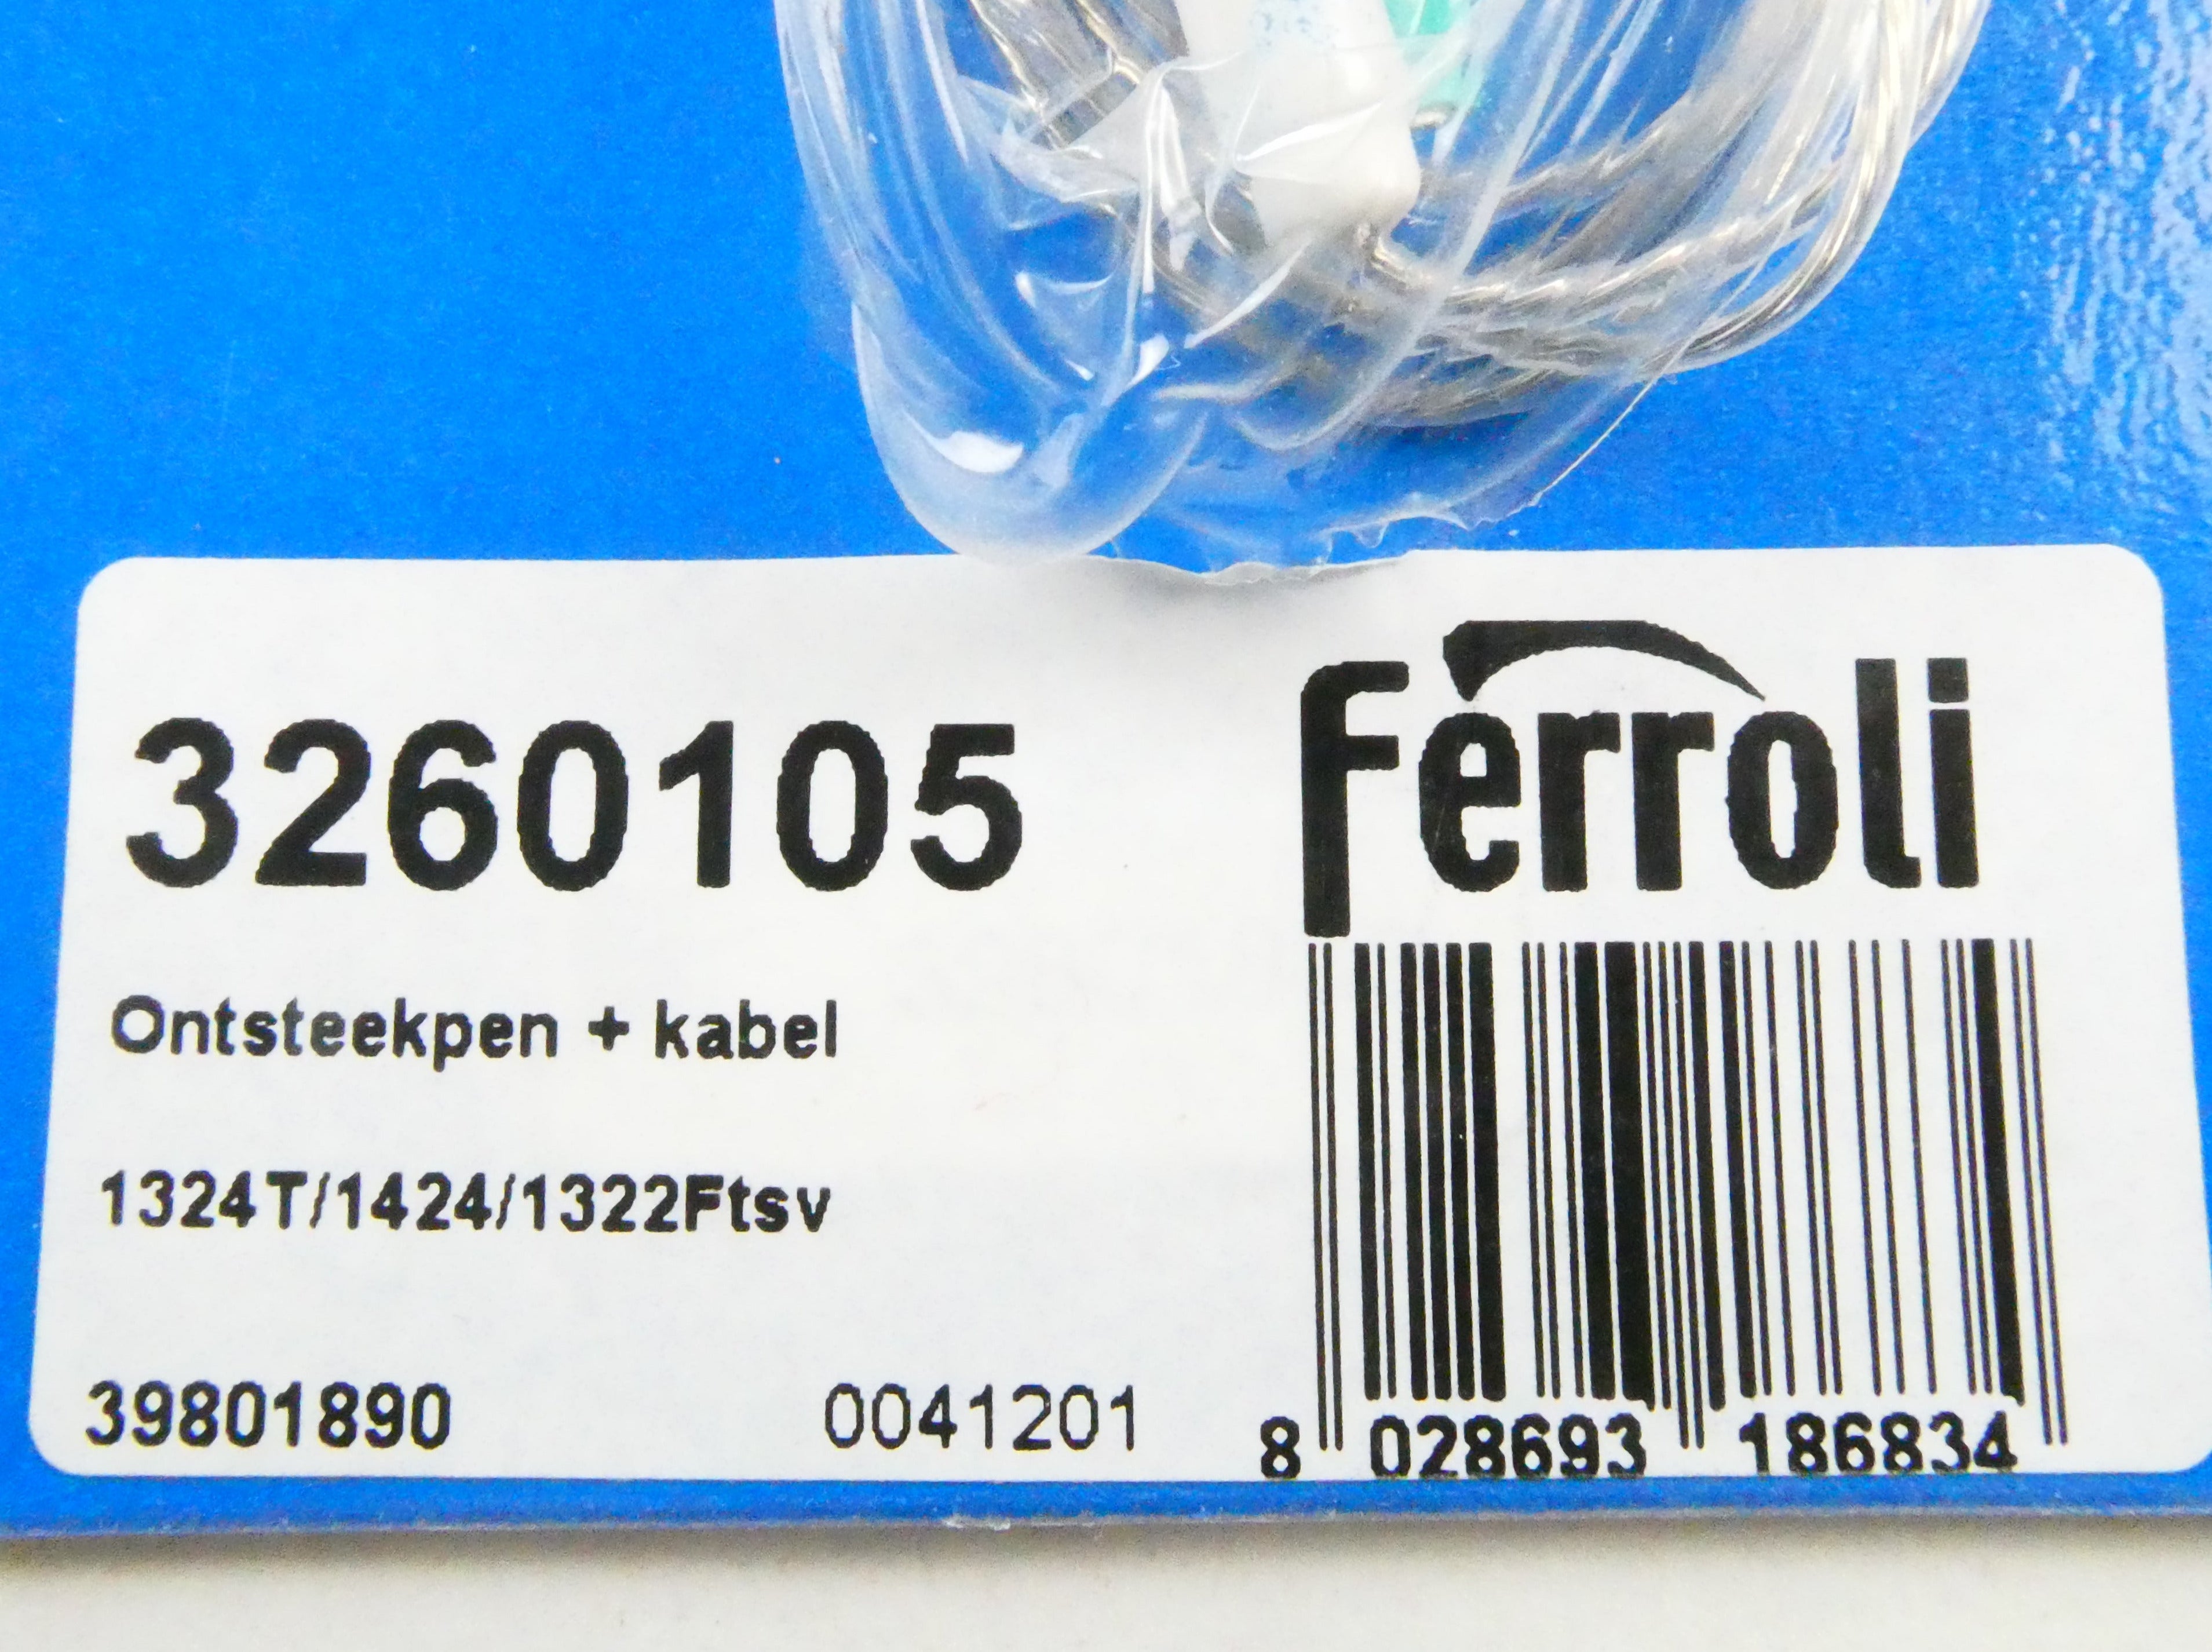 3260105
ferroli
Ontsteekpen + kabel
1324T/1424/1322Ftsv
39801890
0041201
8 028693 186834